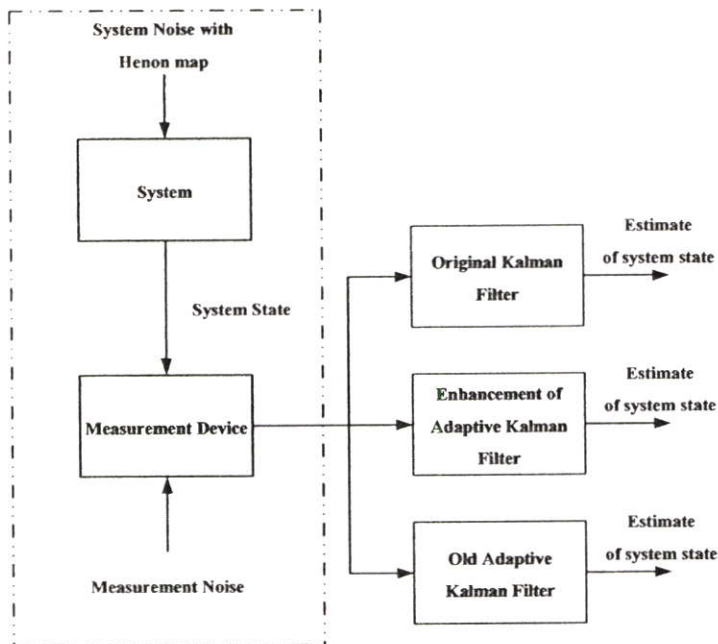 System Noise with
Henon map
System
System State
Measurement Device
Measurement Noise
Original Kalman
Filter
Estimate
of system state
Enhancement of
Adaptive Kalman
Filter
Estimate
of system state
Old Adaptive
Kalman Filter
Estimate
of system state